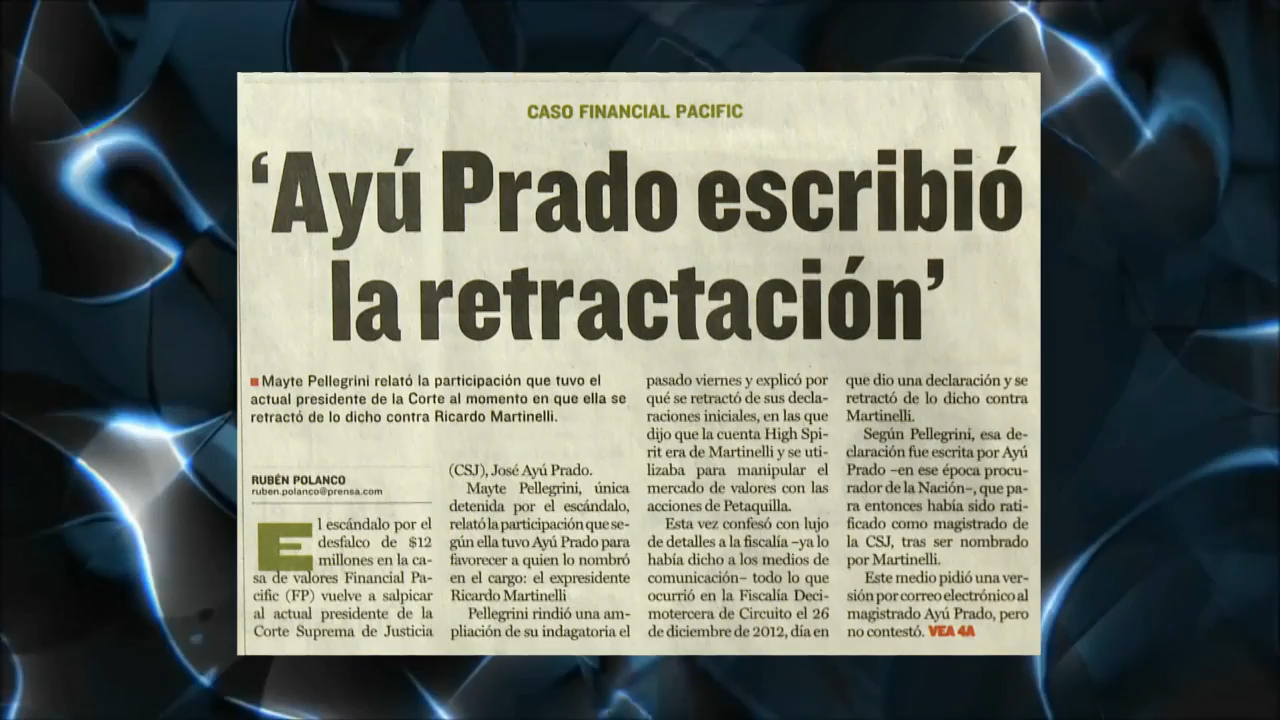 CASO FINANCIAL PACIFIC
‘Ayú Prado escribió
la retractación’
Mayte Pellegrini relató la participación que tuvo el
actual presidente de la Corte al momento en que ella se
retractó de lo dicho contra Ricardo Martinelli.
RUBÉN POLANCO
ruben.polanco@prensa.com
El escándalo por el
desfalco de $12
millones en la ca-
sa de valores Financial Pa-
cific (FP) vuelve a salpicar
al actual presidente de la
Corte Suprema de Justicia
(CSJ), José Ayú Prado.
Mayte Pellegrini, única
detenida por el escándalo,
relató la participación que se-
gún ella tuvo Ayú Prado para
favorecer a quien lo nombró
en el cargo: el expresidente
Ricardo Martinelli
Pellegrini rindió una am-
pliación de su indagatoria el
pasado viernes y explicó por
qué se retractó de sus decla-
raciones iniciales, en las que
dijo que la cuenta High Spi-
rit era de Martinelli y se uti-
lizaba para manipular el
mercado de valores con las
acciones de Petaquilla.
Esta vez confesó con lujo
de detalles a la fiscalía –ya lo
había dicho a los medios de
comunicación– todo lo que
ocurrió en la Fiscalía Deci-
motercera de Circuito el 26
de diciembre de 2012, día en
que dio una declaración y se
retractó de lo dicho contra
Martinelli.
Según Pellegrini, esa de-
claración fue escrita por Ayú
Prado –en ese época procu-
rador de la Nación–, que pa-
ra entonces había sido rati-
ficado como magistrado de
la CSJ, tras ser nombrado
por Martinelli.
Este medio pidió una ver-
sión por correo electrónico al
magistrado Ayú Prado, pero
no contestó. VEA 4A